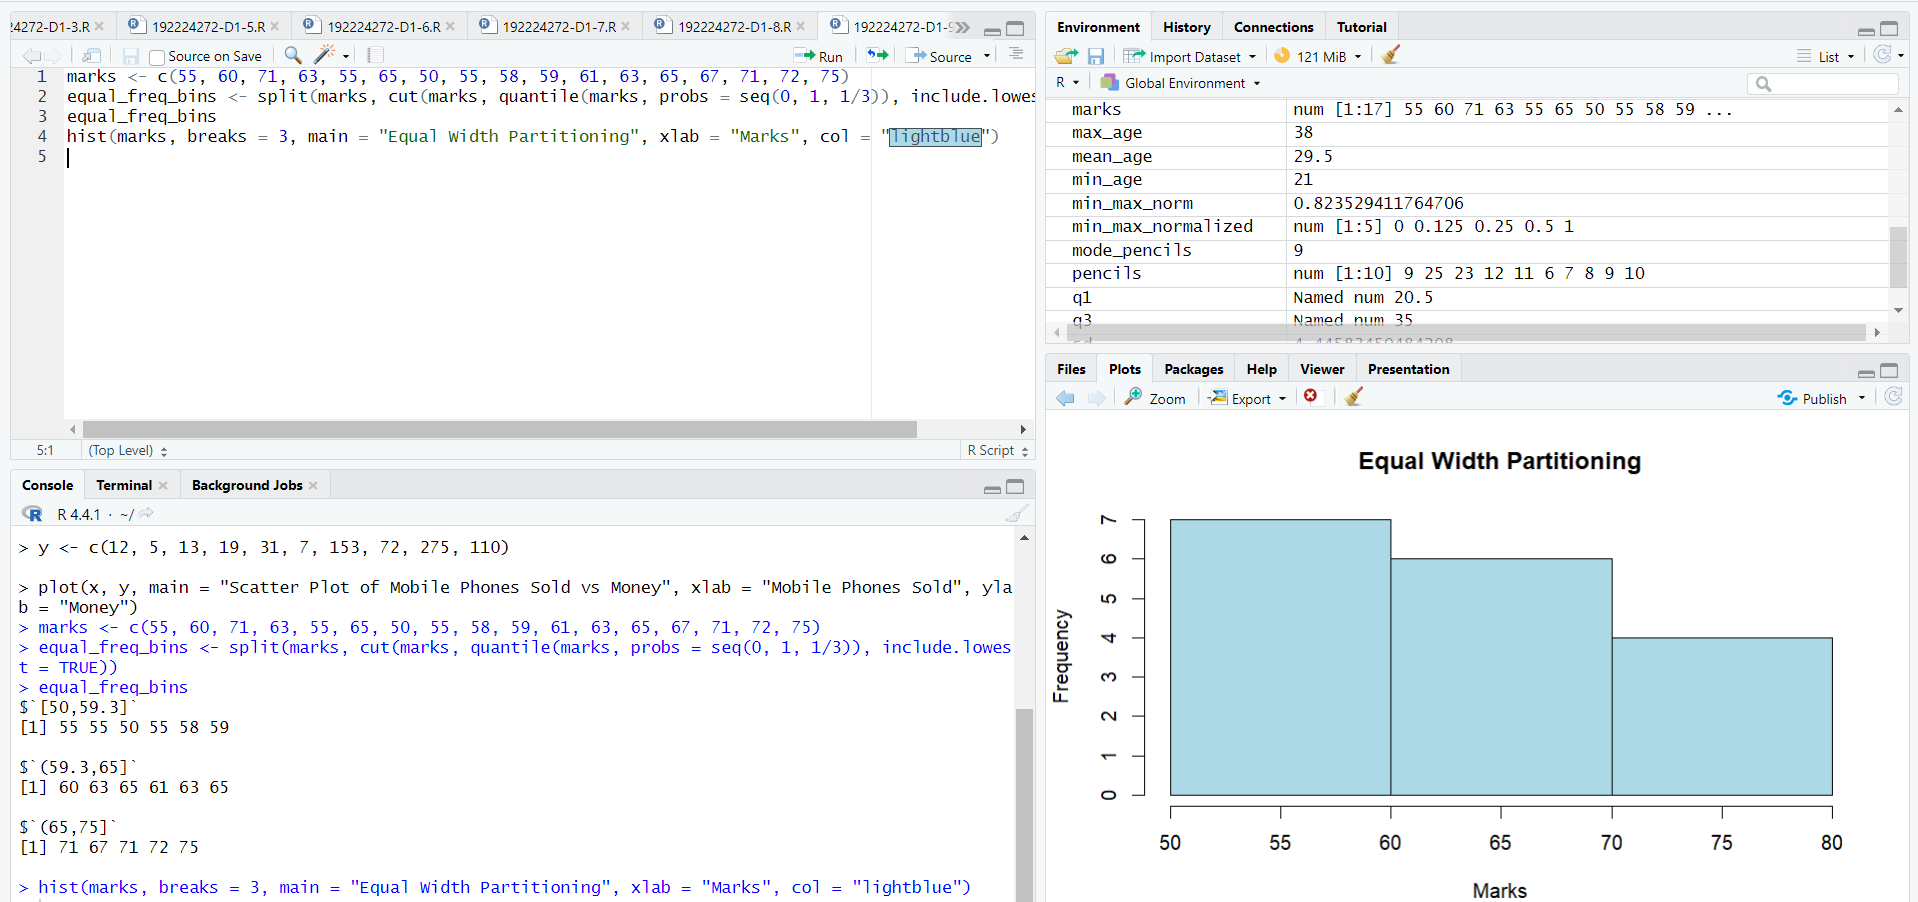 24272-D1-3.R 192224272-D1-5.R 192224272-D1-6.R 192224272-D1-7.R 192224272-D1-8.R 192224272-D1-9
Source on Save Run Source
1 marks <- c(55, 60, 71, 63, 55, 65, 50, 55, 58, 59, 61, 63, 65, 67, 71, 72, 75)
2 equal_freq_bins <- split(marks, cut(marks, quantile(marks, probs = seq(0, 1, 1/3)), include.lowes
3 equal_freq_bins
4 hist(marks, breaks = 3, main = "Equal Width Partitioning", xlab = "Marks", col = "lightblue")
5
5:1 (Top Level) R Script
Console Terminal Background Jobs
R 4.4.1 · ~/
> y <- c(12, 5, 13, 19, 31, 7, 153, 72, 275, 110)
> plot(x, y, main = "Scatter Plot of Mobile Phones Sold vs Money", xlab = "Mobile Phones Sold", yla
b = "Money")
> marks <- c(55, 60, 71, 63, 55, 65, 50, 55, 58, 59, 61, 63, 65, 67, 71, 72, 75)
> equal_freq_bins <- split(marks, cut(marks, quantile(marks, probs = seq(0, 1, 1/3)), include.lowes
t = TRUE))
> equal_freq_bins
$`[50,59.3]`
[1] 55 55 50 55 58 59
$`(59.3,65]`
[1] 60 63 65 61 63 65
$`(65,75]`
[1] 71 67 71 72 75
> hist(marks, breaks = 3, main = "Equal Width Partitioning", xlab = "Marks", col = "lightblue")
Environment History Connections Tutorial
Import Dataset 121 MiB List
R Global Environment
marks num [1:17] 55 60 71 63 55 65 50 55 58 59 ...
max_age 38
mean_age 29.5
min_age 21
min_max_norm 0.823529411764706
min_max_normalized num [1:5] 0 0.125 0.25 0.5 1
mode_pencils 9
pencils num [1:10] 9 25 23 12 11 6 7 8 9 10
q1 Named num 20.5
q3 Named num 35
Files Plots Packages Help Viewer Presentation
Zoom Export Publish
Equal Width Partitioning
Frequency
7
6
5
4
3
2
1
0
50 55 60 65 70 75 80
Marks